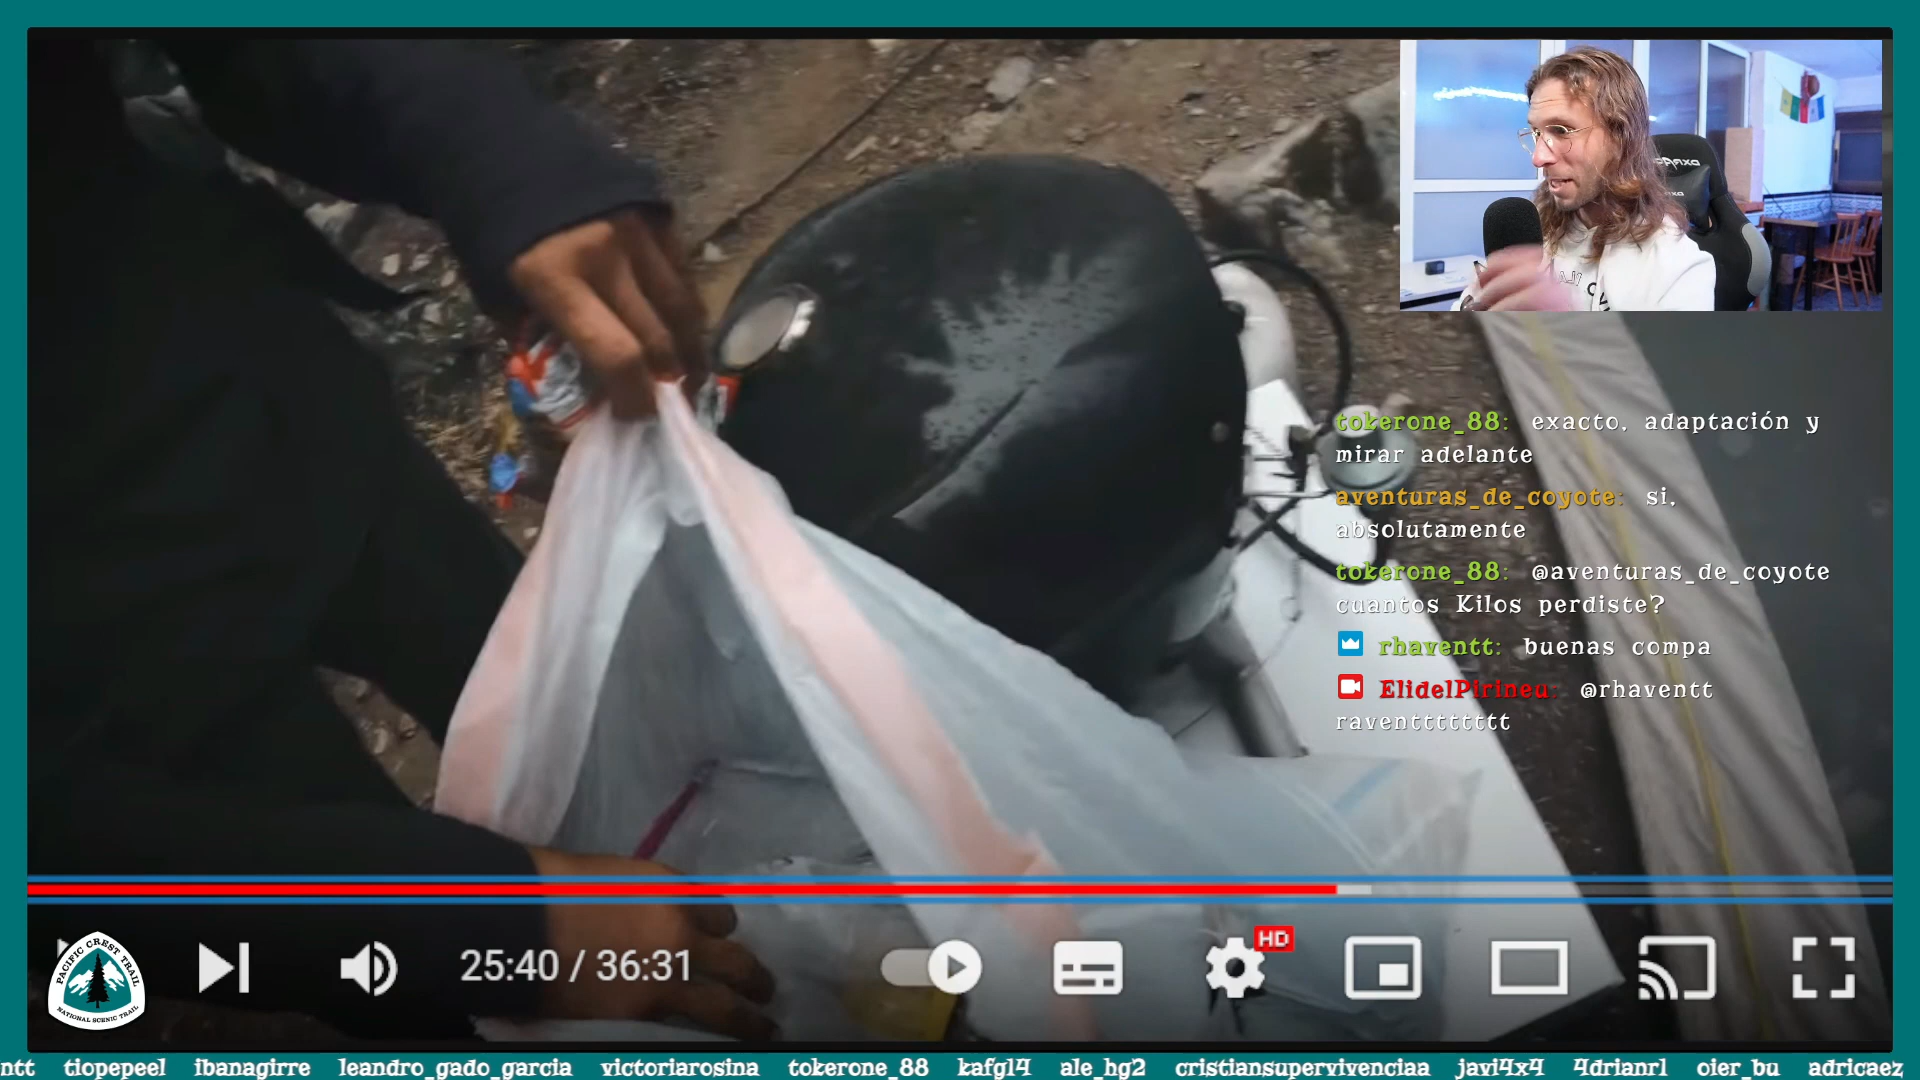 tokerone_88: exacto, adaptación y
mirar adelante
aventuras_de_coyote: si,
absolutamente
tokerone_88: @aventuras_de_coyote
cuantos Kilos perdiste?
rhaventt: buenas compa
ElidelPirineu: @rhaventt
raventttttttt
HD
25:40 / 36:31
PACIFIC CREST TRAIL
NATIONAL SCENIC TRAIL
ntt tiopepeel ibanagirre leandro_gado_garcia victoriarosina tokerone_88 kafgl4 ale_hg2 cristiansupervivenciaa javi4x4 4drianrl oier_bu adricaez